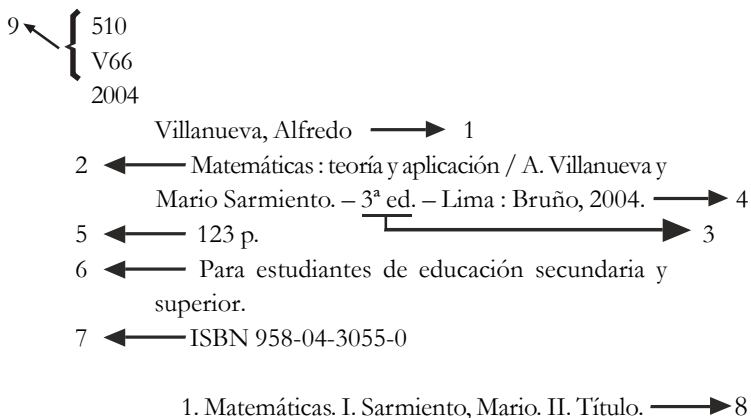 9 510
V66
2004
Villanueva, Alfredo 1
2 Matemáticas : teoría y aplicación / A. Villanueva y
Mario Sarmiento. – 3ª ed. – Lima : Bruño, 2004. 4
5 123 p. 3
6 Para estudiantes de educación secundaria y
superior.
7 ISBN 958-04-3055-0
1. Matemáticas. I. Sarmiento, Mario. II. Título. 8